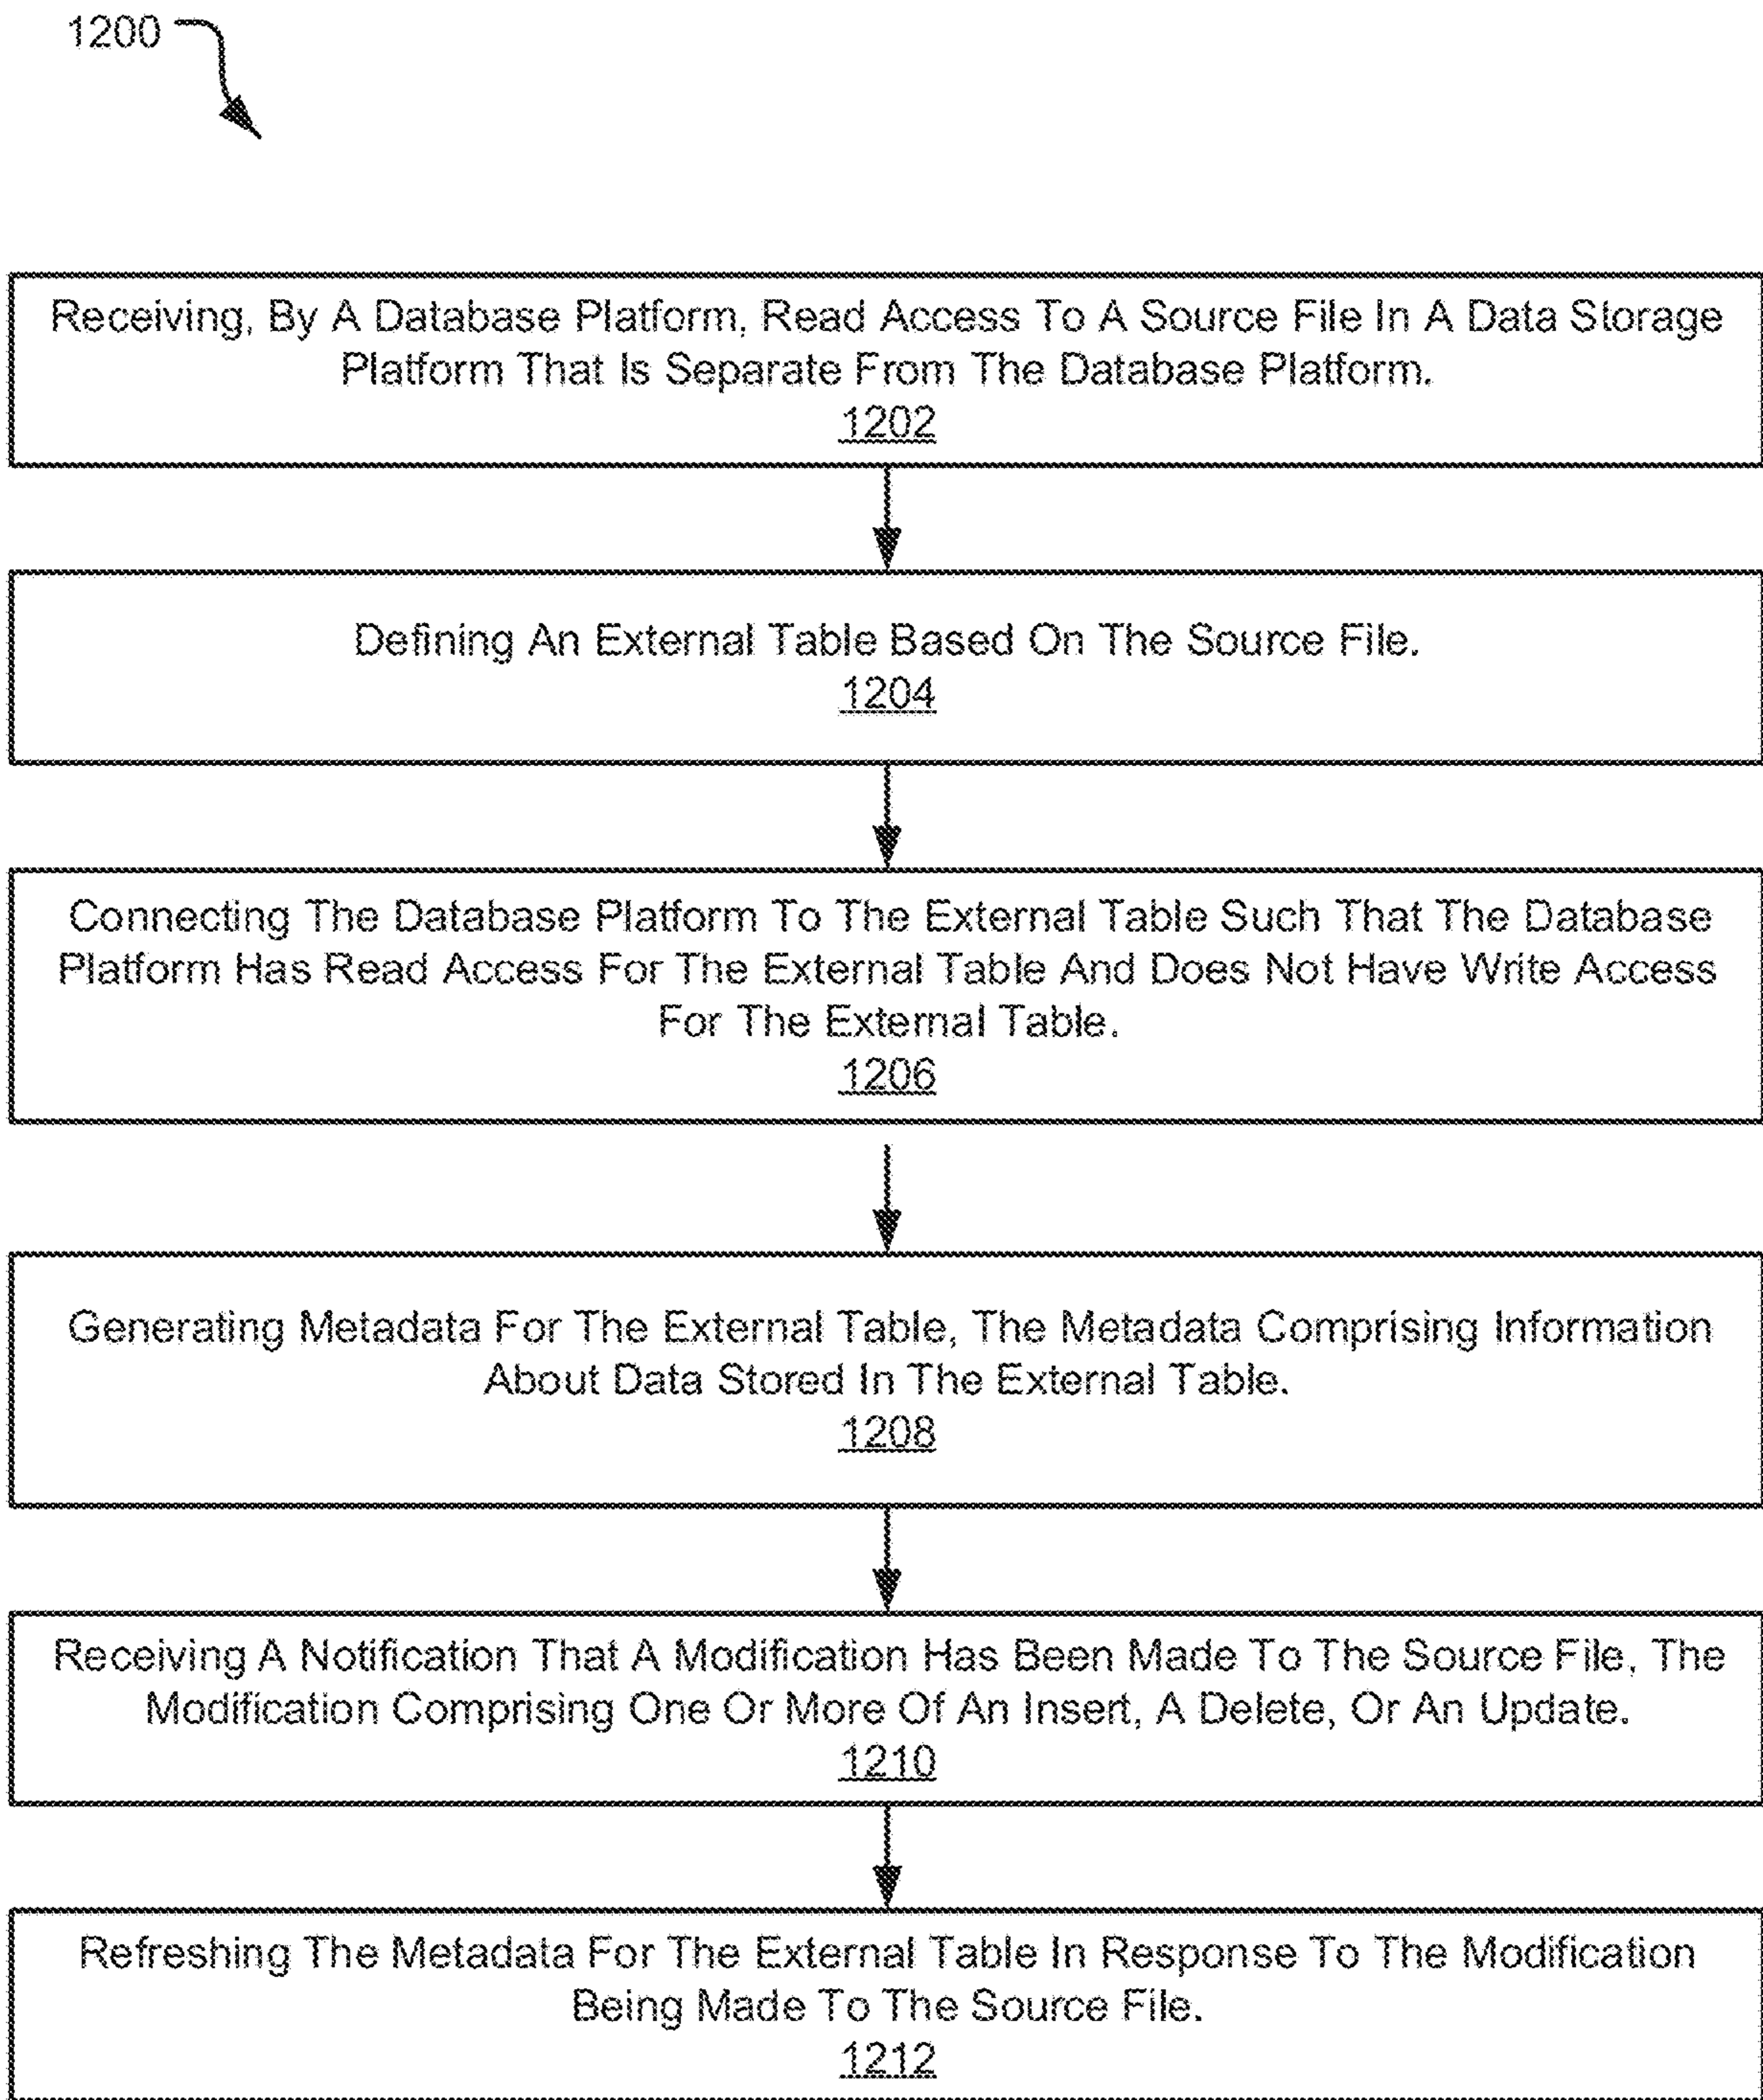 1200
Receiving, By A Database Platform, Read Access To A Source File In A Data Storage
Platform That Is Separate From The Database Platform.
1202
Defining An External Table Based On The Source File.
1204
Connecting The Database Platform To The External Table Such That The Database
Platform Has Read Access For The External Table And Does Not Have Write Access
For The External Table.
1206
Generating Metadata For The External Table, The Metadata Comprising Information
About Data Stored In The External Table.
1208
Receiving A Notification That A Modification Has Been Made To The Source File, The
Modification Comprising One Or More Of An Insert, A Delete, Or An Update.
1210
Refreshing The Metadata For The External Table In Response To The Modification
Being Made To The Source File.
1212